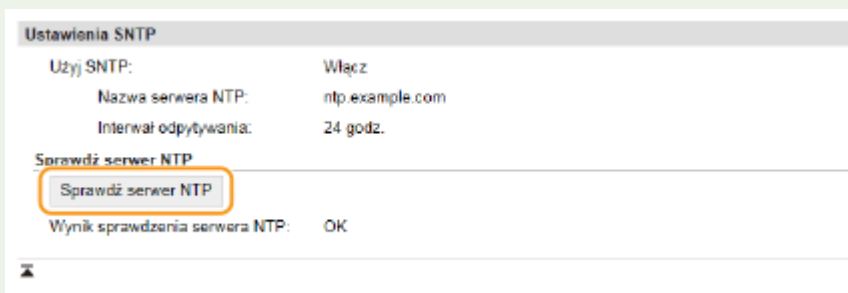 Ustawienia SNTP
Użyj SNTP: Włącz
Nazwa serwera NTP: ntp.example.com
Interwał odpytywania: 24 godz.
Sprawdź serwer NTP
Sprawdź serwer NTP
Wynik sprawdzenia serwera NTP: OK